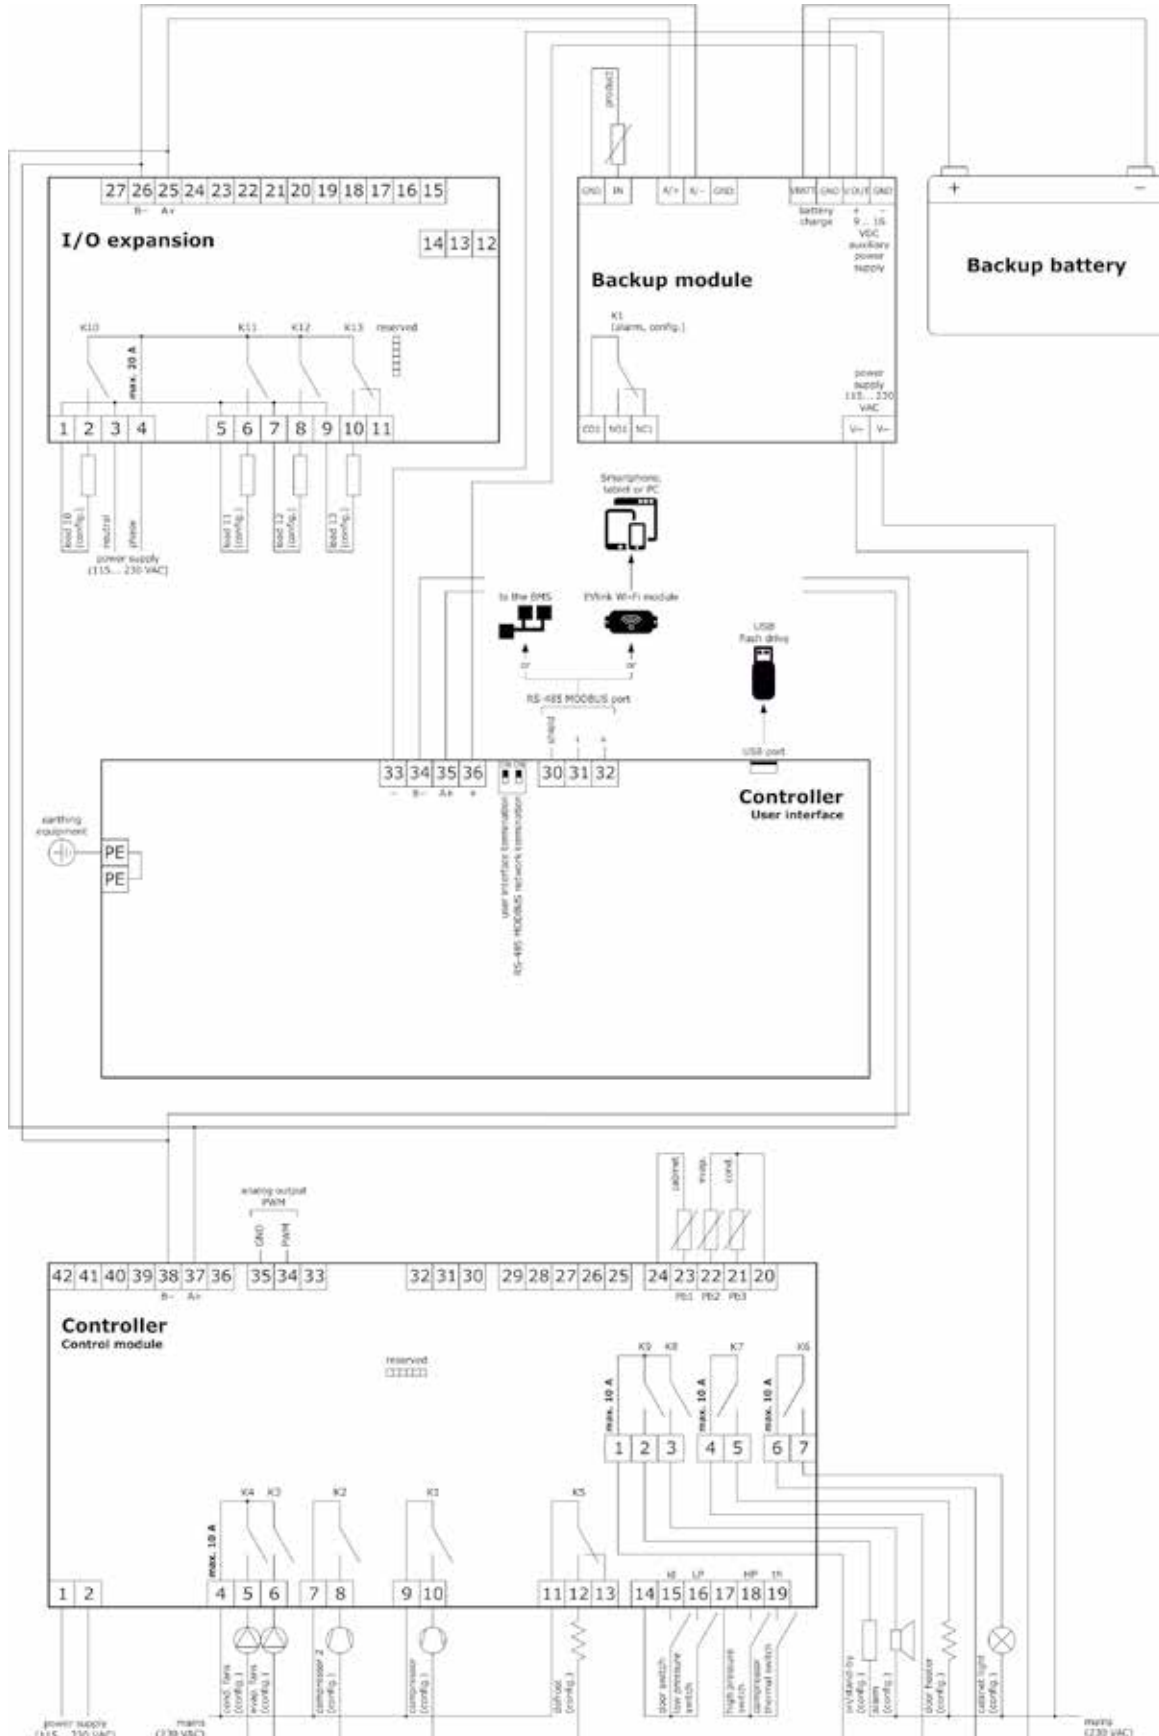 product
GND IN A/+ B/- GND VBATT GND V OUT GND
27 26 25 24 23 22 21 20 19 18 17 16 15
B- A+
battery
charge
+ -
9... 16
VDC
auxiliary
power
supply
+ -
I/O expansion
14 13 12
Backup module
Backup battery
K1
(alarm, config.)
K10 K11 K12 K13 reserved
max. 20 A
power
supply
115... 230
VAC
1 2 3 4 5 6 7 8 9 10 11
CO1 NO1 NC1 V~ V~
load 10
(config.)
neutral
phase
load 11
(config.)
load 12
(config.)
load 13
(config.)
power supply
(115... 230 VAC)
Smartphone,
tablet or PC
to the BMS
EVlink Wi-Fi module
USB
flash drive
or or
RS-485 MODBUS port
shield
- +
USB port
33 34 35 36 30 31 32
- B- A+ +
ON ON
user interface termination
RS-485 MODBUS network termination
Controller
User interface
earthing
equipment
PE
PE
cabinet
evap.
cond.
analog output
PWM
GND
PWM
42 41 40 39 38 37 36 35 34 33 32 31 30 29 28 27 26 25 24 23 22 21 20
B- A+
Pb1 Pb2 Pb3
Controller
Control module
reserved
K9 K8 K7 K6
max. 10 A
max. 10 A
max. 10 A
1 2 3 4 5 6 7
K4 K3 K2 K1 K5
max. 10 A
id LP HP th
1 2 4 5 6 7 8 9 10 11 12 13 14 15 16 17 18 19
cond. fans
(config.)
evap. fans
(config.)
compressor 2
(config.)
compressor
(config.)
defrost
(config.)
door switch
low pressure
switch
high pressure
switch
compressor
thermal switch
on/stand-by
(config.)
alarm
(config.)
door heater
(config.)
cabinet light
(config.)
power supply
(115... 230 VAC)
mains
(230 VAC)
mains
(230 VAC)